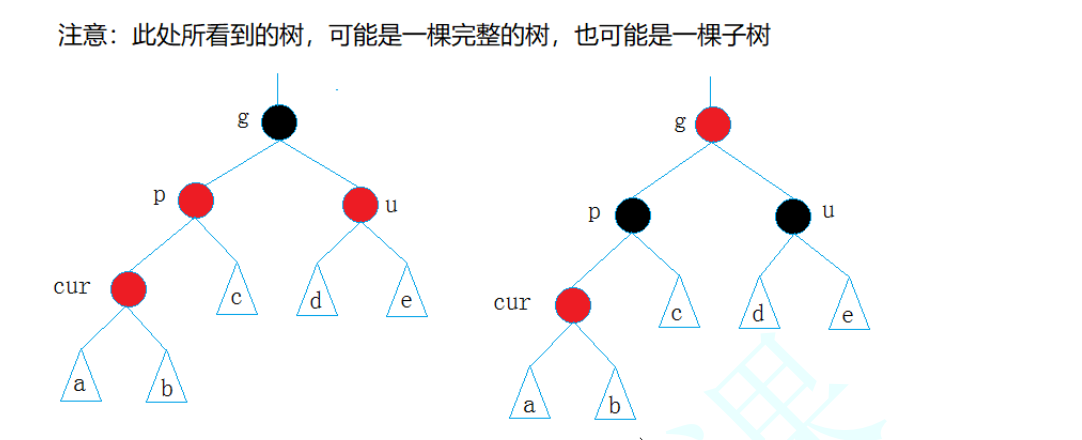 注意：此处所看到的树，可能是一棵完整的树，也可能是一棵子树
g g
p u p u
cur c d e cur c d e
a b a b